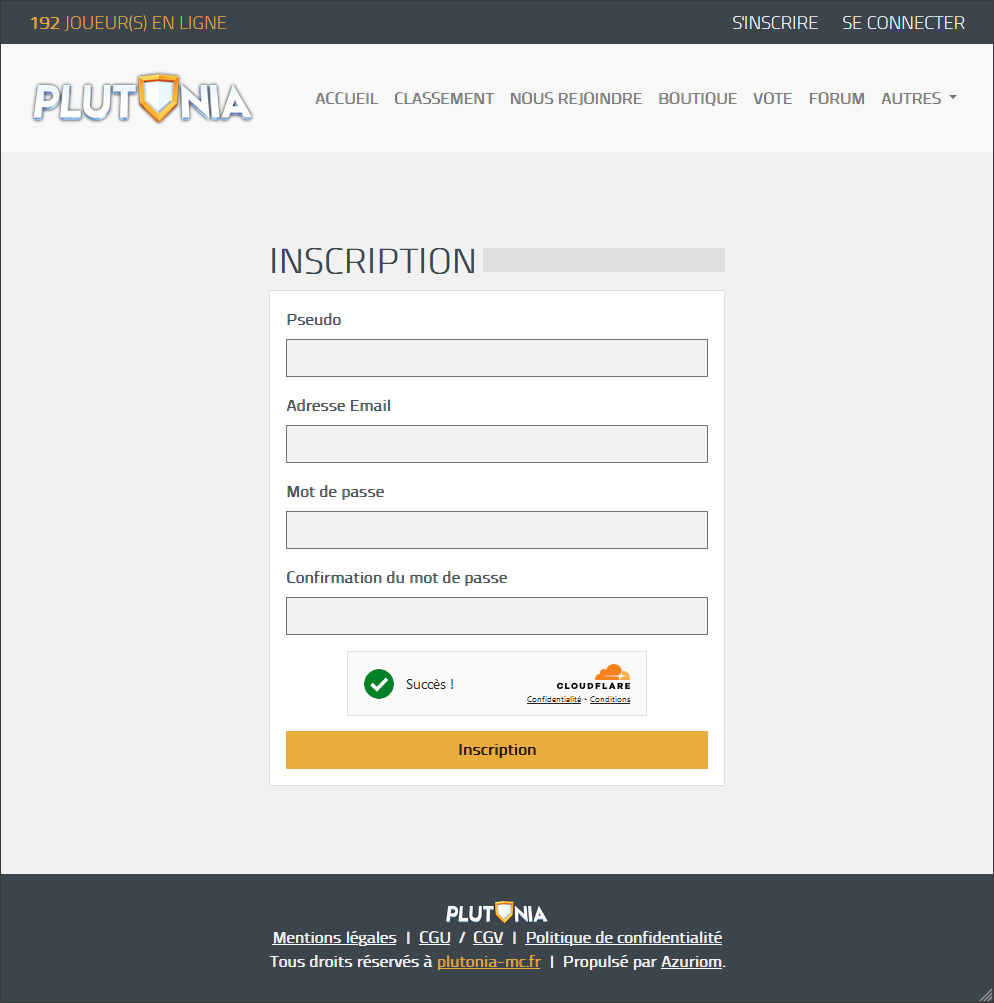 192 JOUEUR(S) EN LIGNE S'INSCRIRE SE CONNECTER
PLUTONIA ACCUEIL CLASSEMENT NOUS REJOINDRE BOUTIQUE VOTE FORUM AUTRES
INSCRIPTION
Pseudo
Adresse Email
Mot de passe
Confirmation du mot de passe
Succès !
CLOUDFLARE
Confidentialité • Conditions
Inscription
PLUTONIA
Mentions légales | CGU / CGV | Politique de confidentialité
Tous droits réservés à plutonia-mc.fr | Propulsé par Azuriom.